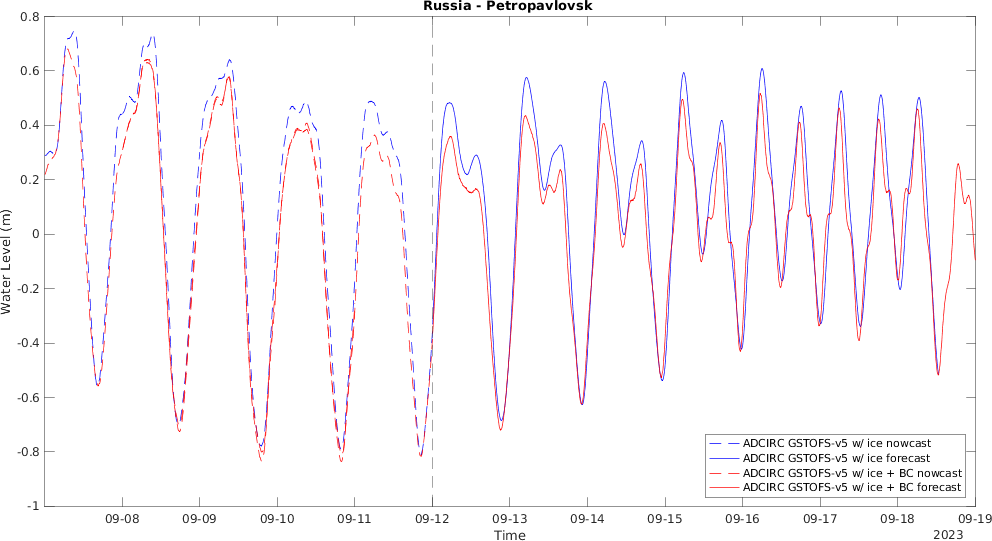 Russia - Petropavlovsk
0.8
0.6
0.4
0.2
0
-0.2
-0.4
-0.6
-0.8
-1
Water Level (m)
ADCIRC GSTOFS-v5 w/ ice nowcast
ADCIRC GSTOFS-v5 w/ ice forecast
ADCIRC GSTOFS-v5 w/ ice + BC nowcast
ADCIRC GSTOFS-v5 w/ ice + BC forecast
09-08 09-09 09-10 09-11 09-12 09-13 09-14 09-15 09-16 09-17 09-18 09-19
Time
2023